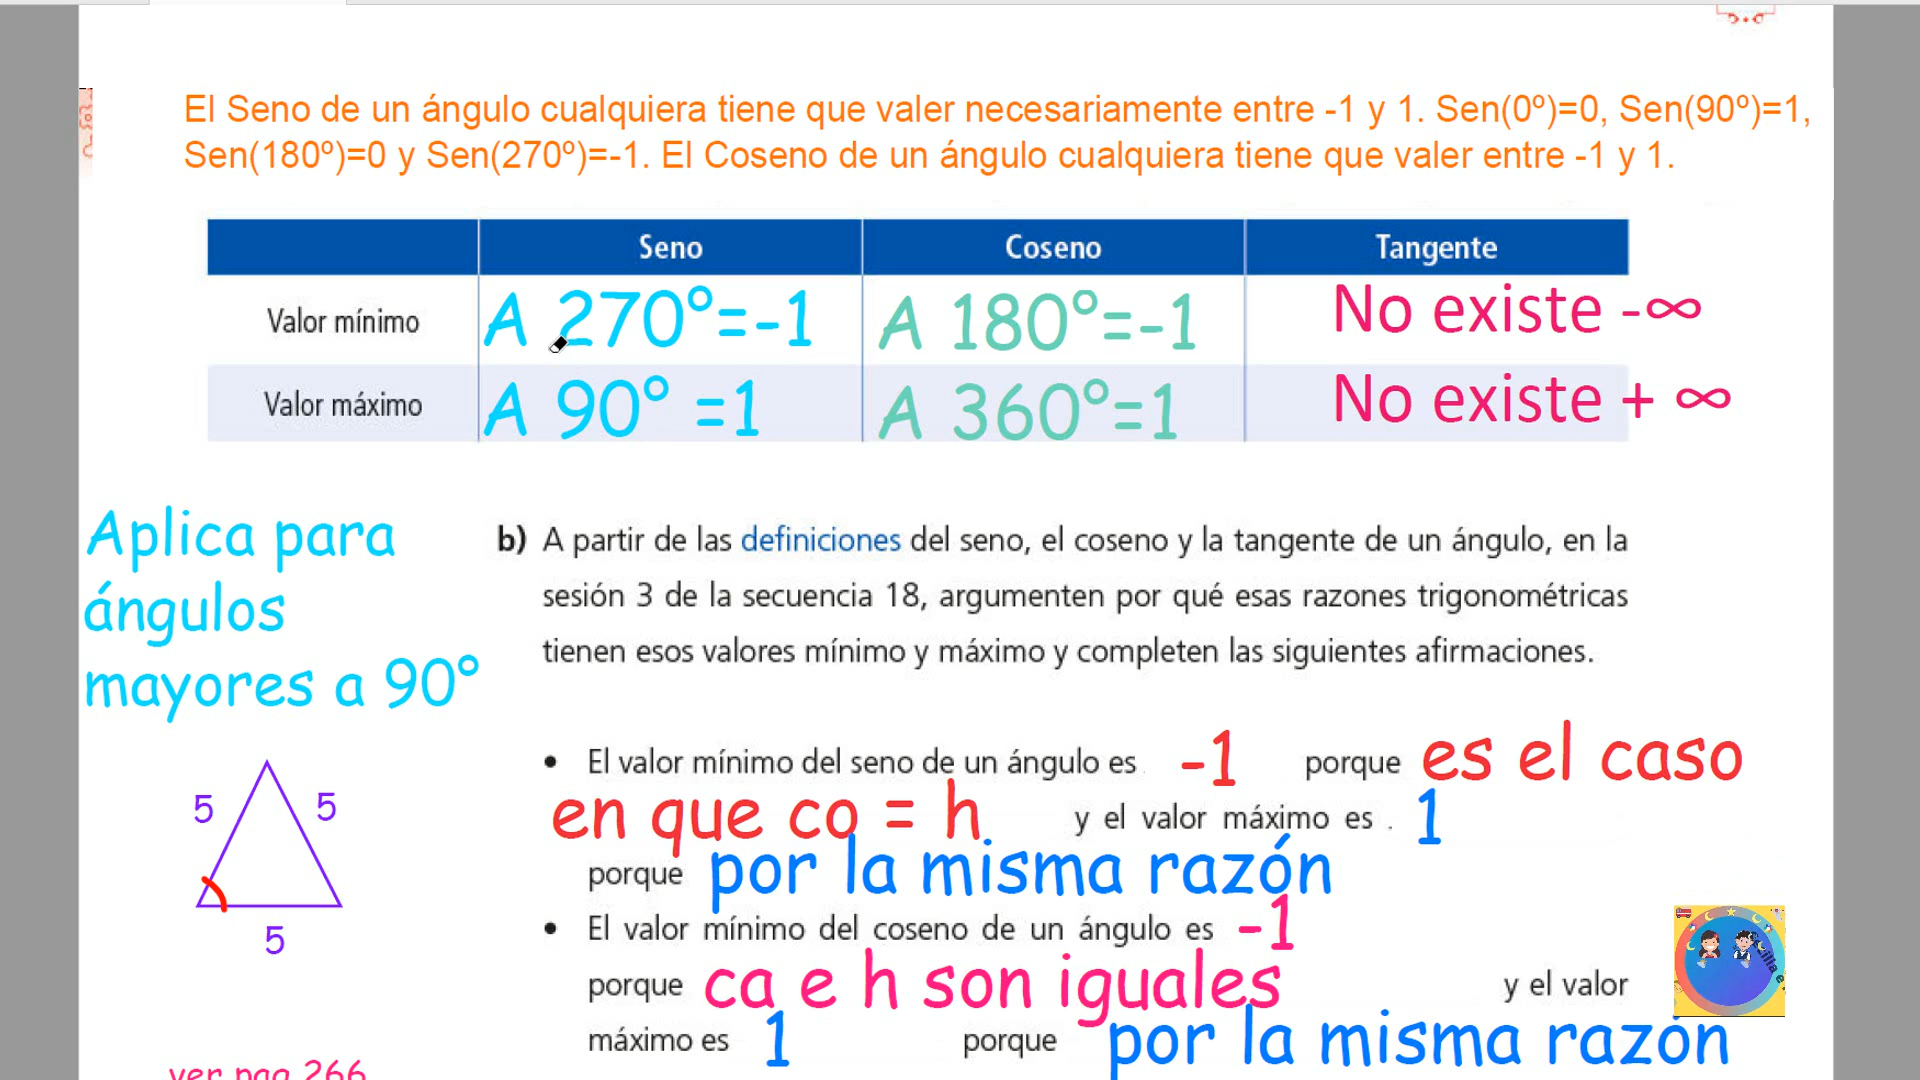 El Seno de un ángulo cualquiera tiene que valer necesariamente entre -1 y 1. Sen(0º)=0, Sen(90º)=1,
Sen(180º)=0 y Sen(270º)=-1. El Coseno de un ángulo cualquiera tiene que valer entre -1 y 1.
Seno Coseno Tangente
Valor mínimo A 270°=-1 A 180°=-1 No existe -∞
Valor máximo A 90° =1 A 360°=1 No existe + ∞
Aplica para
ángulos
mayores a 90°
b) A partir de las definiciones del seno, el coseno y la tangente de un ángulo, en la
sesión 3 de la secuencia 18, argumenten por qué esas razones trigonométricas
tienen esos valores mínimo y máximo y completen las siguientes afirmaciones.
5 5
5
• El valor mínimo del seno de un ángulo es -1 porque es el caso
en que co = h y el valor máximo es . 1
porque por la misma razón
• El valor mínimo del coseno de un ángulo es -1
porque ca e h son iguales y el valor
máximo es 1 porque por la misma razón
ver pag 266